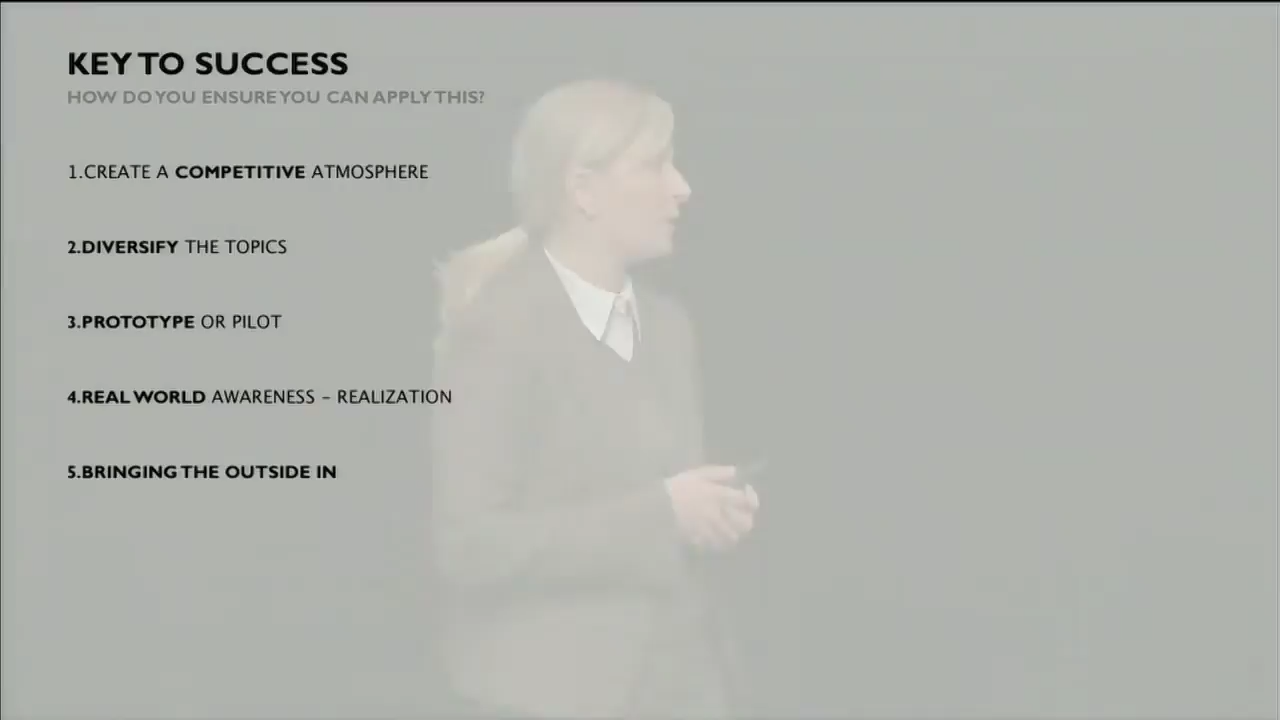 KEY TO SUCCESS
HOW DO YOU ENSURE YOU CAN APPLY THIS?
1.CREATE A COMPETITIVE ATMOSPHERE
2.DIVERSIFY THE TOPICS
3.PROTOTYPE OR PILOT
4.REAL WORLD AWARENESS – REALIZATION
5.BRINGING THE OUTSIDE IN